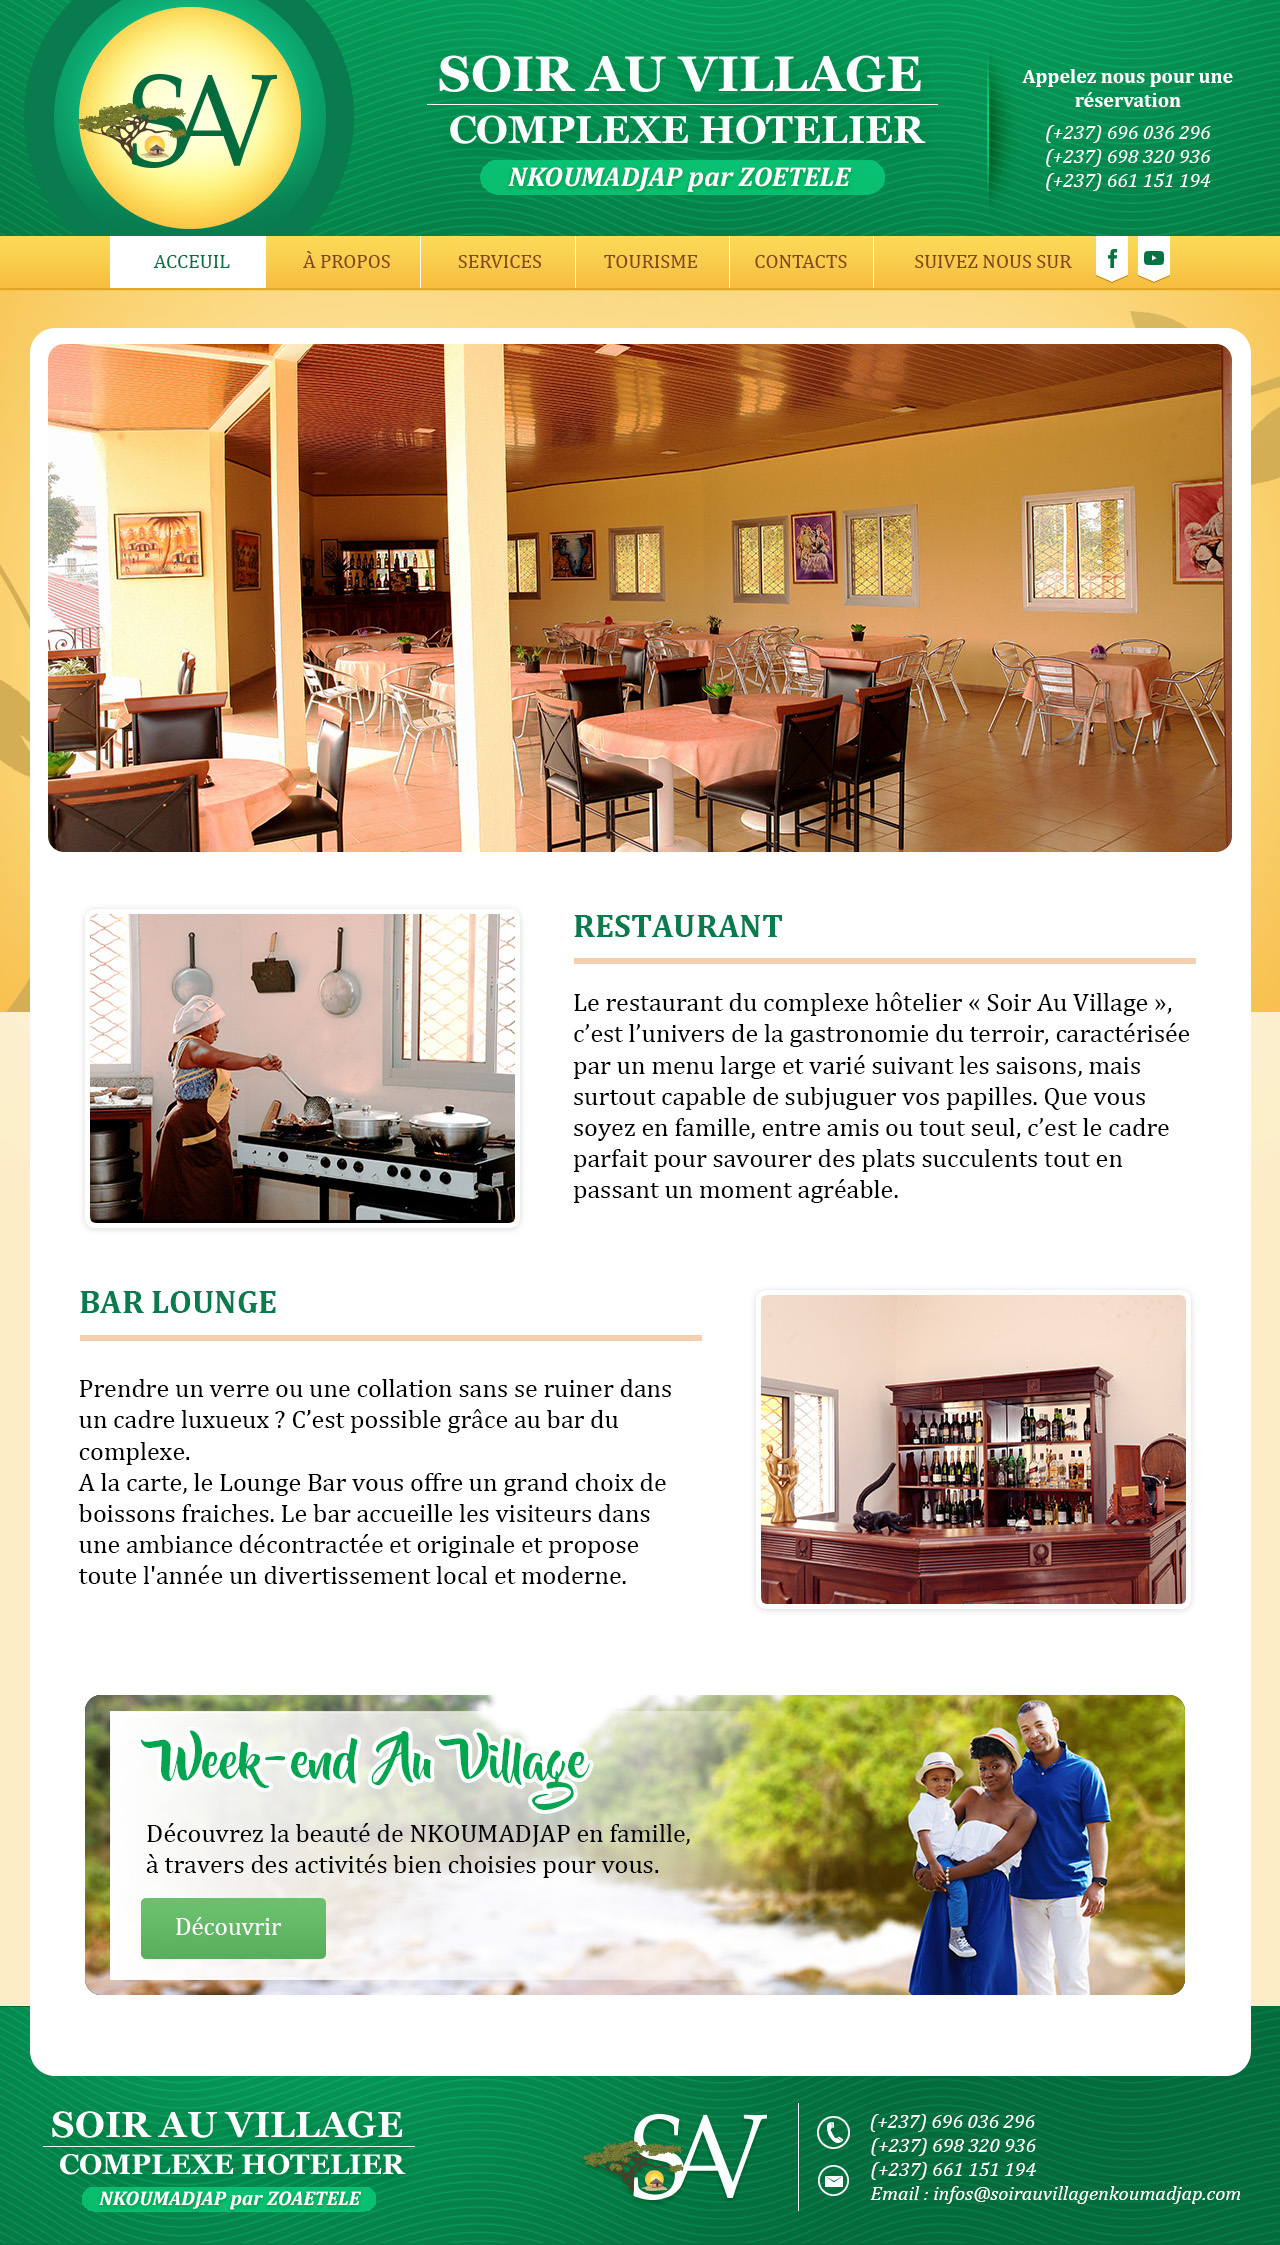 SAV
SOIR AU VILLAGE
COMPLEXE HOTELIER
NKOUMADJAP par ZOETELE
Appelez nous pour une
réservation
(+237) 696 036 296
(+237) 698 320 936
(+237) 661 151 194
ACCEUIL
À PROPOS
SERVICES
TOURISME
CONTACTS
SUIVEZ NOUS SUR
f
RESTAURANT
Le restaurant du complexe hôtelier « Soir Au Village »,
c’est l’univers de la gastronomie du terroir, caractérisée
par un menu large et varié suivant les saisons, mais
surtout capable de subjuguer vos papilles. Que vous
soyez en famille, entre amis ou tout seul, c’est le cadre
parfait pour savourer des plats succulents tout en
passant un moment agréable.
BAR LOUNGE
Prendre un verre ou une collation sans se ruiner dans
un cadre luxueux ? C’est possible grâce au bar du
complexe.
A la carte, le Lounge Bar vous offre un grand choix de
boissons fraiches. Le bar accueille les visiteurs dans
une ambiance décontractée et originale et propose
toute l'année un divertissement local et moderne.
Week-end Au Village
Découvrez la beauté de NKOUMADJAP en famille,
à travers des activités bien choisies pour vous.
Découvrir
SOIR AU VILLAGE
COMPLEXE HOTELIER
NKOUMADJAP par ZOAETELE
SAV
(+237) 696 036 296
(+237) 698 320 936
(+237) 661 151 194
Email : infos@soirauvillagenkoumadjap.com